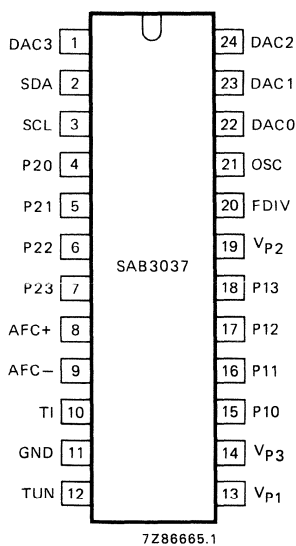 DAC3 1 24 DAC2
SDA 2 23 DAC1
SCL 3 22 DAC0
P20 4 21 OSC
P21 5 20 FDIV
P22 6 19 VP2
SAB3037
P23 7 18 P13
AFC+ 8 17 P12
AFC− 9 16 P11
TI 10 15 P10
GND 11 14 VP3
TUN 12 13 VP1
7Z86665.1